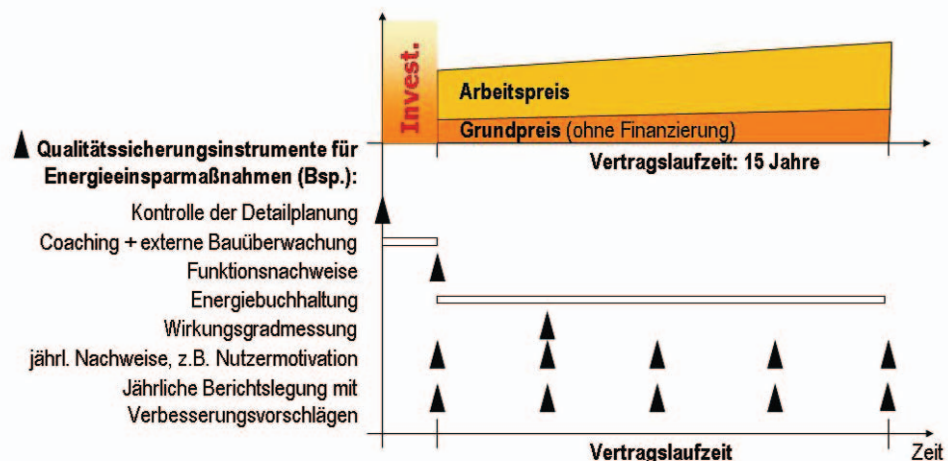 Invest.
Arbeitspreis
Grundpreis (ohne Finanzierung)
Vertragslaufzeit: 15 Jahre
Qualitätssicherungsinstrumente für
Energieeinsparmaßnahmen (Bsp.):
Kontrolle der Detailplanung
Coaching + externe Bauüberwachung
Funktionsnachweise
Energiebuchhaltung
Wirkungsgradmessung
jährl. Nachweise, z.B. Nutzermotivation
Jährliche Berichtslegung mit
Verbesserungsvorschlägen
Vertragslaufzeit
Zeit